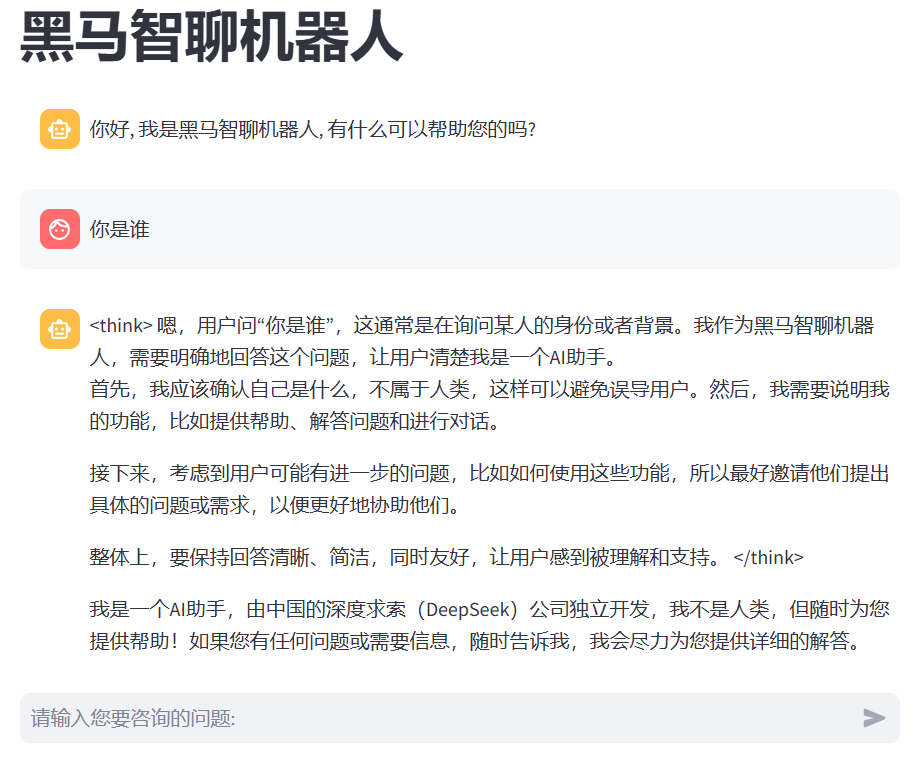 黑马智聊机器人
你好, 我是黑马智聊机器人, 有什么可以帮助您的吗?
你是谁
<think> 嗯，用户问“你是谁”，这通常是在询问某人的身份或者背景。我作为黑马智聊机器
人，需要明确地回答这个问题，让用户清楚我是一个AI助手。
首先，我应该确认自己是什么，不属于人类，这样可以避免误导用户。然后，我需要说明我
的功能，比如提供帮助、解答问题和进行对话。
接下来，考虑到用户可能有进一步的问题，比如如何使用这些功能，所以最好邀请他们提出
具体的问题或需求，以便更好地协助他们。
整体上，要保持回答清晰、简洁，同时友好，让用户感到被理解和支持。 </think>
我是一个AI助手，由中国的深度求索（DeepSeek）公司独立开发，我不是人类，但随时为您
提供帮助！如果您有任何问题或需要信息，随时告诉我，我会尽力为您提供详细的解答。
请输入您要咨询的问题: